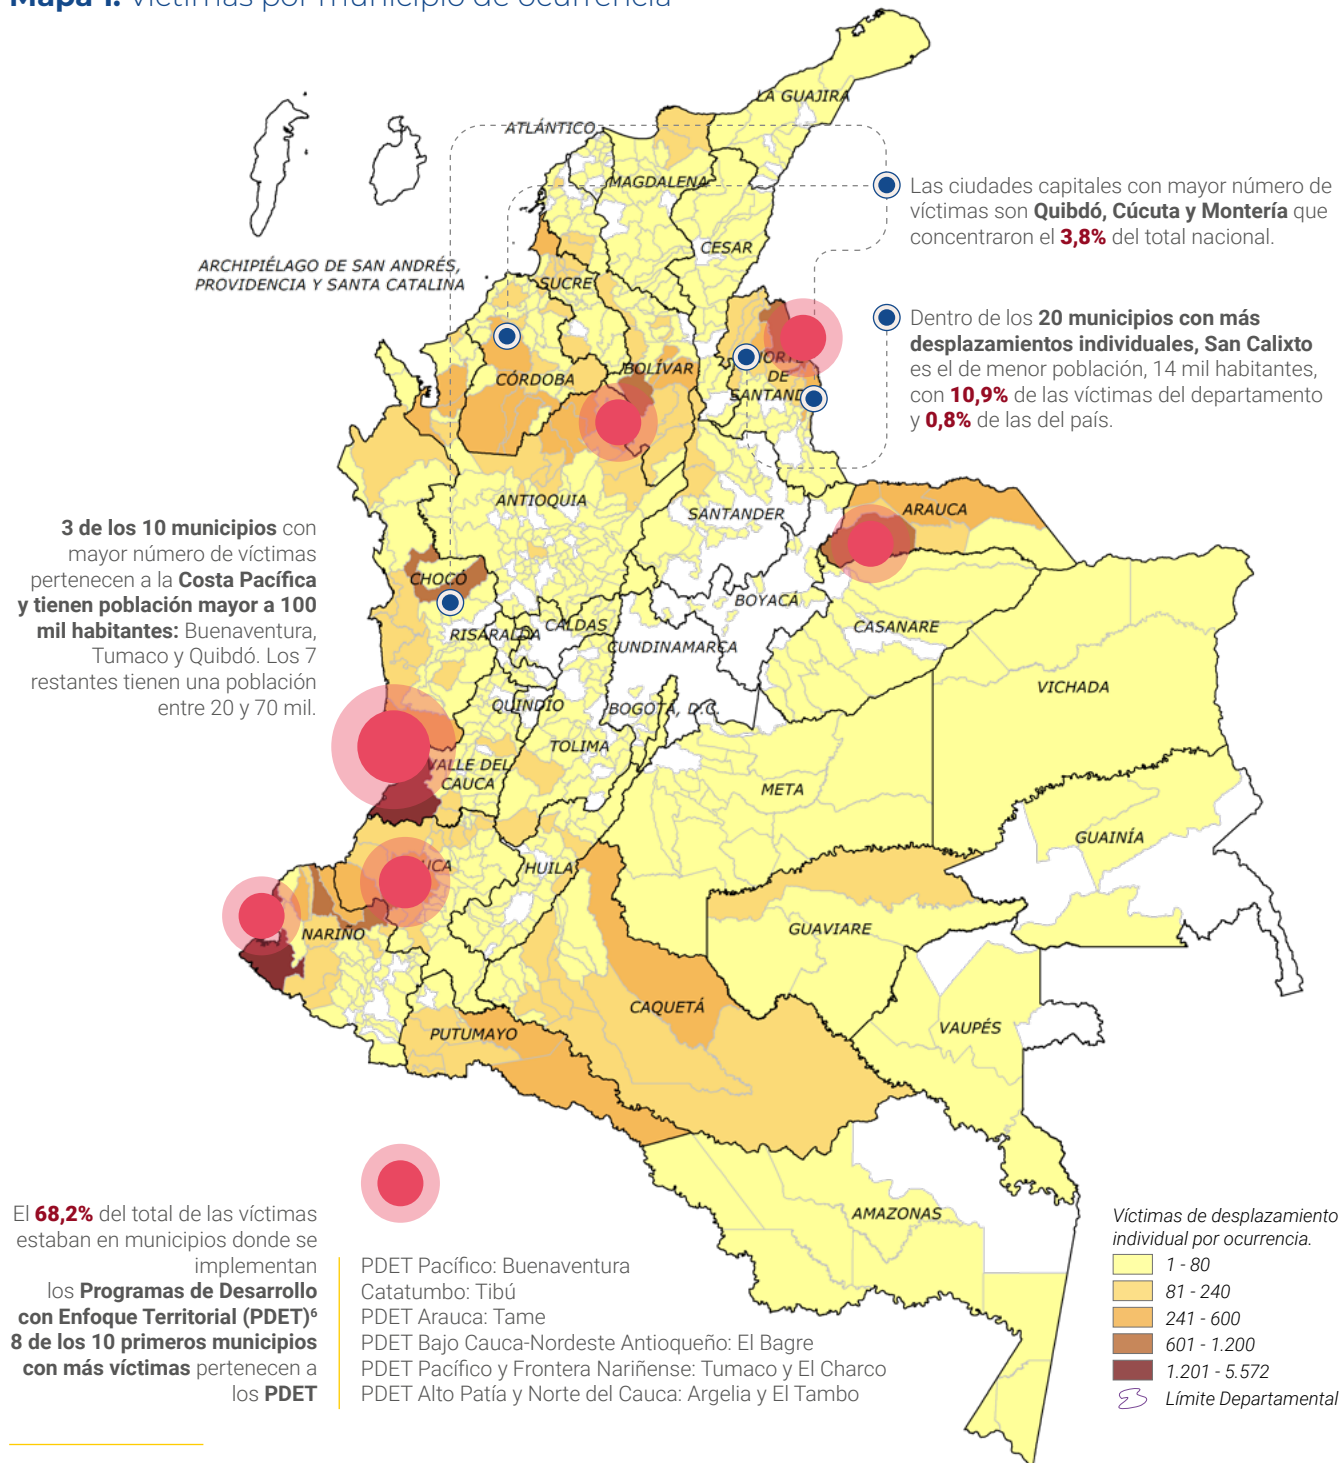 Mapa 1. Víctimas por municipio de ocurrencia
LA GUAJIRA
ATLÁNTICO
MAGDALENA
CESAR
ARCHIPIÉLAGO DE SAN ANDRÉS,
PROVIDENCIA Y SANTA CATALINA
SUCRE
Las ciudades capitales con mayor número de
víctimas son Quibdó, Cúcuta y Montería que
concentraron el 3,8% del total nacional.
Dentro de los 20 municipios con más
desplazamientos individuales, San Calixto
es el de menor población, 14 mil habitantes,
con 10,9% de las víctimas del departamento
y 0,8% de las del país.
CÓRDOBA
BOLÍVAR
DE
ANTIOQUIA
SANTANDER
ARAUCA
3 de los 10 municipios con
mayor número de víctimas
pertenecen a la Costa Pacífica
y tienen población mayor a 100
mil habitantes: Buenaventura,
Tumaco y Quibdó. Los 7
restantes tienen una población
entre 20 y 70 mil.
CHOCÓ
BOYACÁ
RISARALDA
CALDAS
CUNDINAMARCA
CASANARE
VICHADA
QUINDÍO
BOGOTÁ, D.C.
TOLIMA
VALLE DEL
CAUCA
META
GUAINÍA
HUILA
NARIÑO
GUAVIARE
CAQUETÁ
VAUPÉS
PUTUMAYO
AMAZONAS
El 68,2% del total de las víctimas
estaban en municipios donde se
implementan
los Programas de Desarrollo
con Enfoque Territorial (PDET)⁶
8 de los 10 primeros municipios
con más víctimas pertenecen a
los PDET
PDET Pacífico: Buenaventura
Catatumbo: Tibú
PDET Arauca: Tame
PDET Bajo Cauca-Nordeste Antioqueño: El Bagre
PDET Pacífico y Frontera Nariñense: Tumaco y El Charco
PDET Alto Patía y Norte del Cauca: Argelia y El Tambo
Víctimas de desplazamiento
individual por ocurrencia.
1 - 80
81 - 240
241 - 600
601 - 1.200
1.201 - 5.572
Límite Departamental